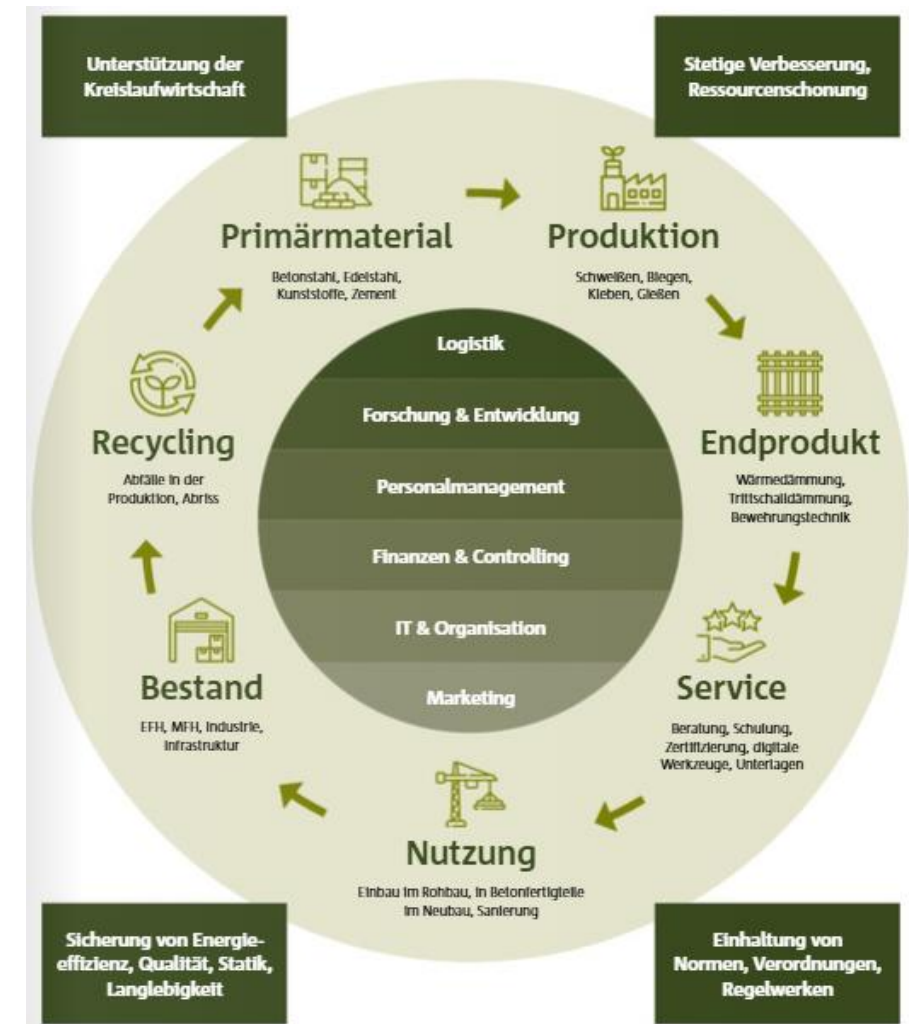 Unterstützung der
Kreislaufwirtschaft
Stetige Verbesserung,
Ressourcenschonung
Primärmaterial
Betonstahl, Edelstahl,
Kunststoffe, Zement
Produktion
Schweißen, Biegen,
Kleben, Gießen
Endprodukt
Wärmedämmung,
Trittschalldämmung,
Bewehrungstechnik
Service
Beratung, Schulung,
Zertifizierung, digitale
Werkzeuge, Unterlagen
Nutzung
Einbau im Rohbau, in Betonfertigteile
im Neubau, Sanierung
Bestand
EFH, MFH, Industrie,
Infrastruktur
Recycling
Abfälle in der
Produktion, Abriss
Logistik
Forschung & Entwicklung
Personalmanagement
Finanzen & Controlling
IT & Organisation
Marketing
Sicherung von Energie-
effizienz, Qualität, Statik,
Langlebigkeit
Einhaltung von
Normen, Verordnungen,
Regelwerken